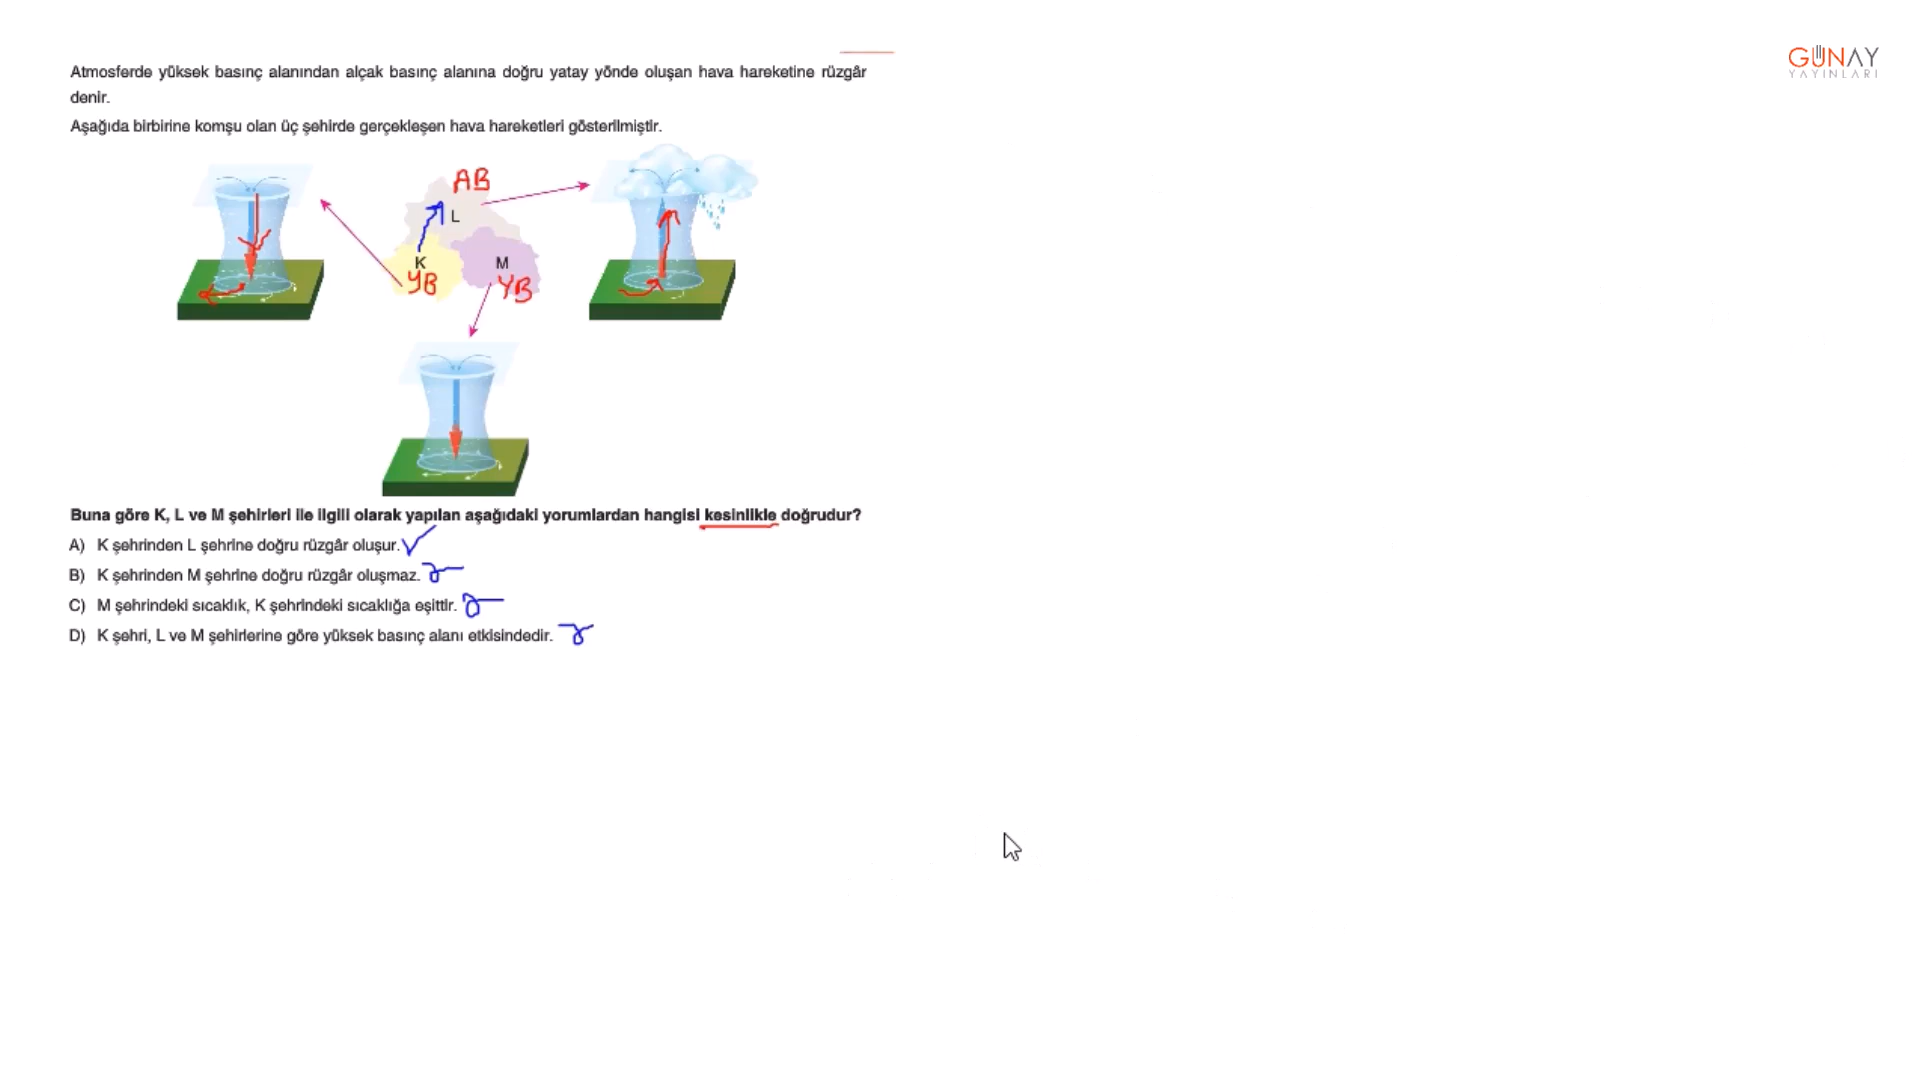 GÜNAY
YAYINLARI
Atmosferde yüksek basınç alanından alçak basınç alanına doğru yatay yönde oluşan hava hareketine rüzgâr
denir.
Aşağıda birbirine komşu olan üç şehirde gerçekleşen hava hareketleri gösterilmiştir.
AB
L
K
M
YB
YB
Buna göre K, L ve M şehirleri ile ilgili olarak yapılan aşağıdaki yorumlardan hangisi kesinlikle doğrudur?
A) K şehrinden L şehrine doğru rüzgâr oluşur.
B) K şehrinden M şehrine doğru rüzgâr oluşmaz.
C) M şehrindeki sıcaklık, K şehrindeki sıcaklığa eşittir.
D) K şehri, L ve M şehirlerine göre yüksek basınç alanı etkisindedir.